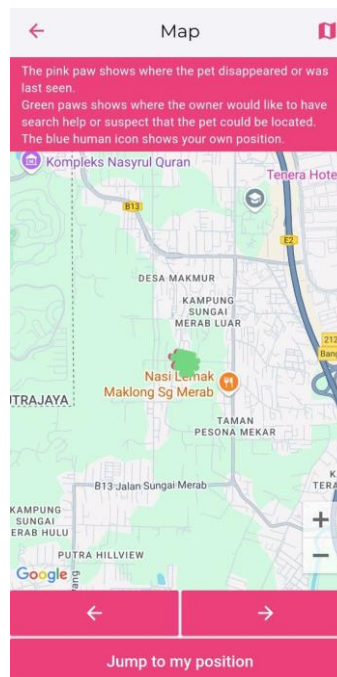 Map
The pink paw shows where the pet disappeared or was
last seen.
Green paws shows where the owner would like to have
search help or suspect that the pet could be located.
The blue human icon shows your own position.
Kompleks Nasyrul Quran
Tenera Hote
B13
E2
DESA MAKMUR
KAMPUNG
SUNGAI
MERAB LUAR
212
Bang
Nasi Lemak
Maklong Sg Merab
TRAJAYA
TAMAN
PESONA MEKAR
K
TERA
B13 Jalan Sungai Merab
KAMPUNG
SUNGAI
ERAB HULU
PUTRA HILLVIEW
+
−
Google
Jump to my position